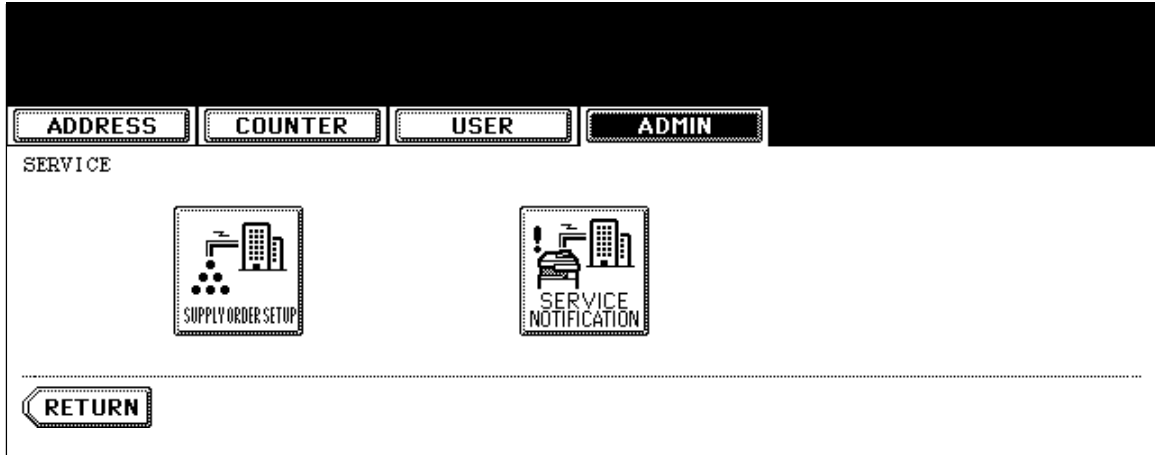 ADDRESS COUNTER USER ADMIN
SERVICE
SUPPLY ORDER SETUP
SERVICE
NOTIFICATION
RETURN